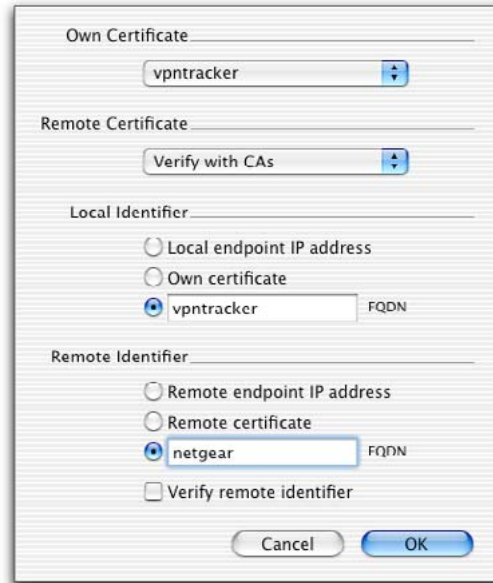 Own Certificate
vpntracker
Remote Certificate
Verify with CAs
Local Identifier
Local endpoint IP address
Own certificate
vpntracker FQDN
Remote Identifier
Remote endpoint IP address
Remote certificate
netgear FQDN
Verify remote identifier
Cancel OK